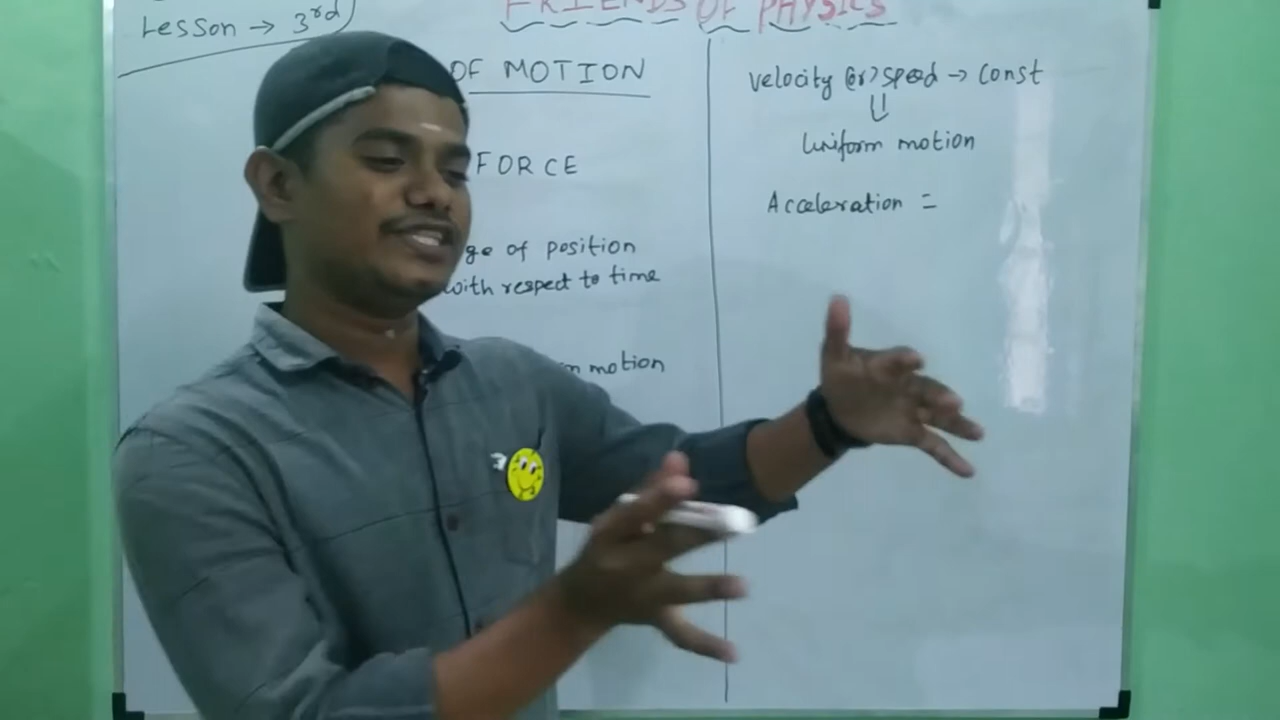 Lesson → 3rd
FRIENDS OF PHYSICS
OF MOTION
FORCE
ge of position
with respect to time
m motion
Velocity (or) speed → Const
⇓
Uniform motion
Acceleration =